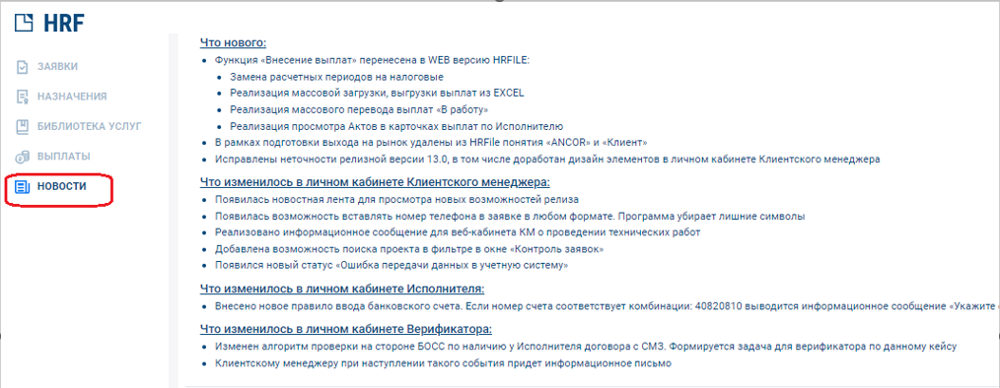 HRF
ЗАЯВКИ
НАЗНАЧЕНИЯ
БИБЛИОТЕКА УСЛУГ
ВЫПЛАТЫ
НОВОСТИ
Что нового:
Функция «Внесение выплат» перенесена в WEB версию HRFILE:
Замена расчетных периодов на налоговые
Реализация массовой загрузки, выгрузки выплат из EXCEL
Реализация массового перевода выплат «В работу»
Реализация просмотра Актов в карточках выплат по Исполнителю
В рамках подготовки выхода на рынок удалены из HRFile понятия «ANCOR» и «Клиент»
Исправлены неточности релизной версии 13.0, в том числе доработан дизайн элементов в личном кабинете Клиентского менеджера
Что изменилось в личном кабинете Клиентского менеджера:
Появилась новостная лента для просмотра новых возможностей релиза
Появилась возможность вставлять номер телефона в заявке в любом формате. Программа убирает лишние символы
Реализовано информационное сообщение для веб-кабинета КМ о проведении технических работ
Добавлена возможность поиска проекта в фильтре в окне «Контроль заявок»
Появился новый статус «Ошибка передачи данных в учетную систему»
Что изменилось в личном кабинете Исполнителя:
Внесено новое правило ввода банковского счета. Если номер счета соответствует комбинации: 40820810 выводится информационное сообщение «Укажите
Что изменилось в личном кабинете Верификатора:
Изменен алгоритм проверки на стороне БОСС по наличию у Исполнителя договора с СМЗ. Формируется задача для верификатора по данному кейсу
Клиентскому менеджеру при наступлении такого события придет информационное письмо